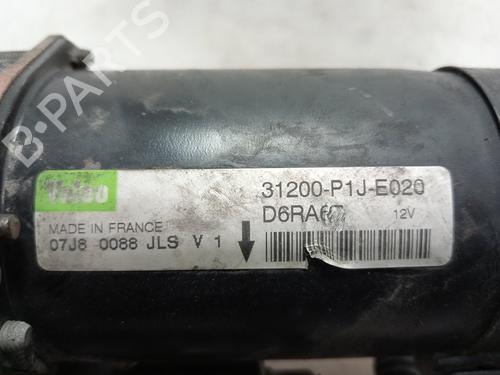 B-PARTS
Valeo
31200-P1J-E020
D6RA67 12V
MADE IN FRANCE
07J8 0088 JLS V 1